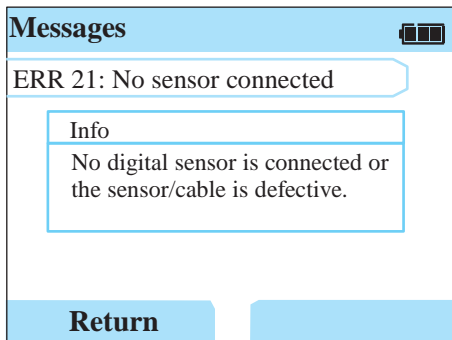 Messages
ERR 21: No sensor connected
Info
No digital sensor is connected or
the sensor/cable is defective.
Return